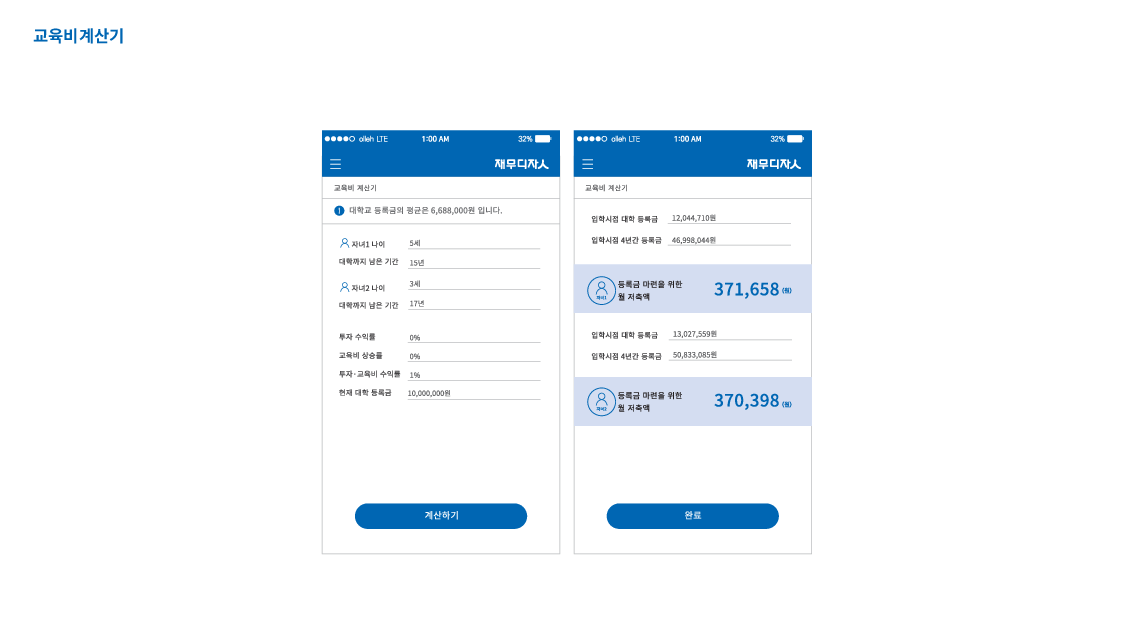 교육비계산기
olleh LTE 1:00 AM 32%
재무디자人
교육비 계산기
1 대학교 등록금의 평균은 6,688,000원 입니다.
자녀1 나이 5세
대학까지 남은 기간 15년
자녀2 나이 3세
대학까지 남은 기간 17년
투자 수익률 0%
교육비 상승률 0%
투자·교육비 수익률 1%
현재 대학 등록금 10,000,000원
계산하기
olleh LTE 1:00 AM 32%
재무디자人
교육비 계산기
입학시점 대학 등록금 12,044,710원
입학시점 4년간 등록금 46,998,044원
자녀1
등록금 마련을 위한
월 저축액
371,658 (원)
입학시점 대학 등록금 13,027,559원
입학시점 4년간 등록금 50,833,085원
자녀2
등록금 마련을 위한
월 저축액
370,398 (원)
완료